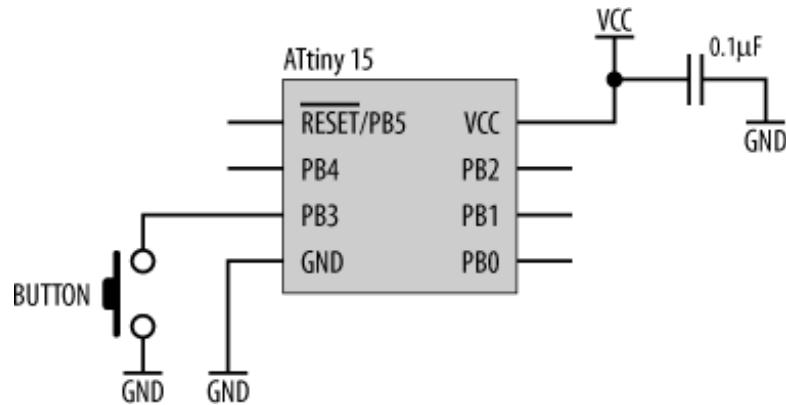 VCC
0.1µF
ATtiny 15
RESET/PB5 VCC
GND
PB4 PB2
PB3 PB1
GND PB0
BUTTON
GND GND